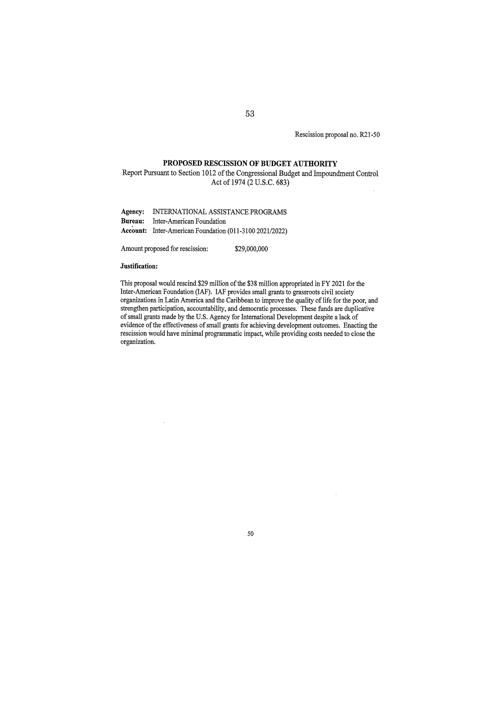 53
Rescission proposal no. R21-50
PROPOSED RESCISSION OF BUDGET AUTHORITY
Report Pursuant to Section 1012 of the Congressional Budget and Impoundment Control
Act of 1974 (2 U.S.C. 683)
Agency: INTERNATIONAL ASSISTANCE PROGRAMS
Bureau: Inter-American Foundation
Account: Inter-American Foundation (011-3100 2021/2022)
Amount proposed for rescission: $29,000,000
Justification:
This proposal would rescind $29 million of the $38 million appropriated in FY 2021 for the
Inter-American Foundation (IAF). IAF provides small grants to grassroots civil society
organizations in Latin America and the Caribbean to improve the quality of life for the poor, and
strengthen participation, accountability, and democratic processes. These funds are duplicative
of small grants made by the U.S. Agency for International Development despite a lack of
evidence of the effectiveness of small grants for achieving development outcomes. Enacting the
rescission would have minimal programmatic impact, while providing costs needed to close the
organization.
50